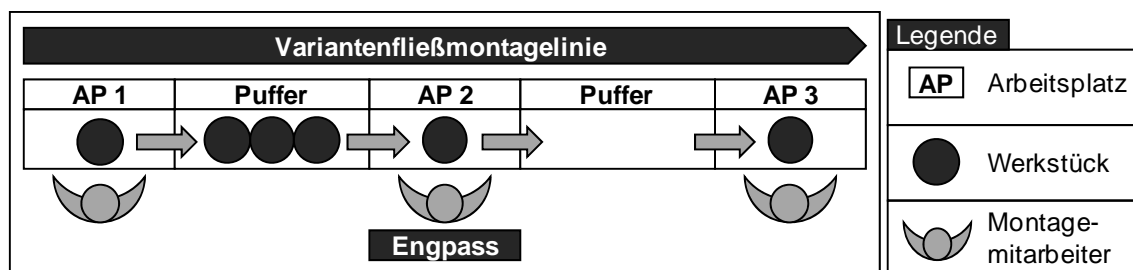 Variantenfließmontagelinie
AP 1 Puffer AP 2 Puffer AP 3
Engpass
Legende
AP Arbeitsplatz
Werkstück
Montage-
mitarbeiter